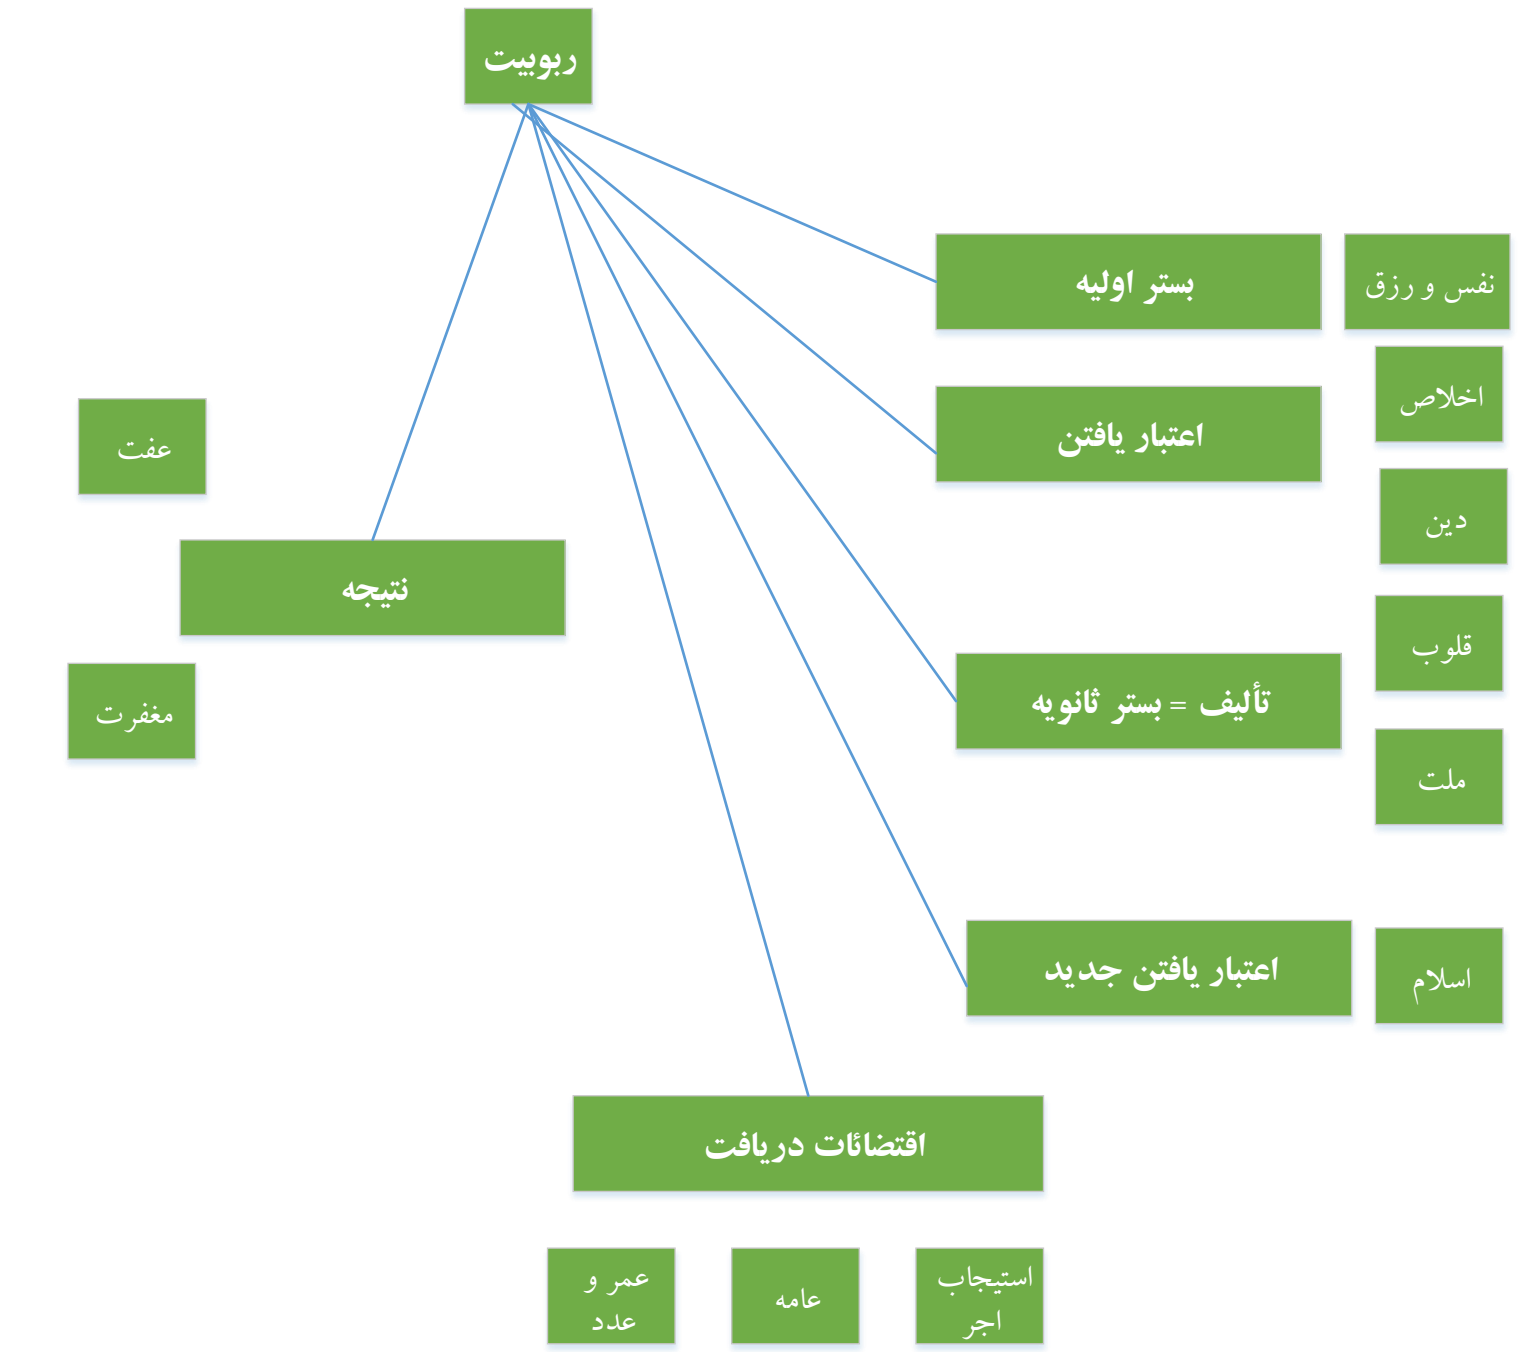 ربوبیت
بستر اولیه
نفس و رزق
اخلاص
اعتبار یافتن
عفت
دین
نتیجه
قلوب
تألیف = بستر ثانویه
مغفرت
ملت
اعتبار یافتن جدید
اسلام
اقتضائات دریافت
استیجاب
اجر
عامه
عمر و
عدد